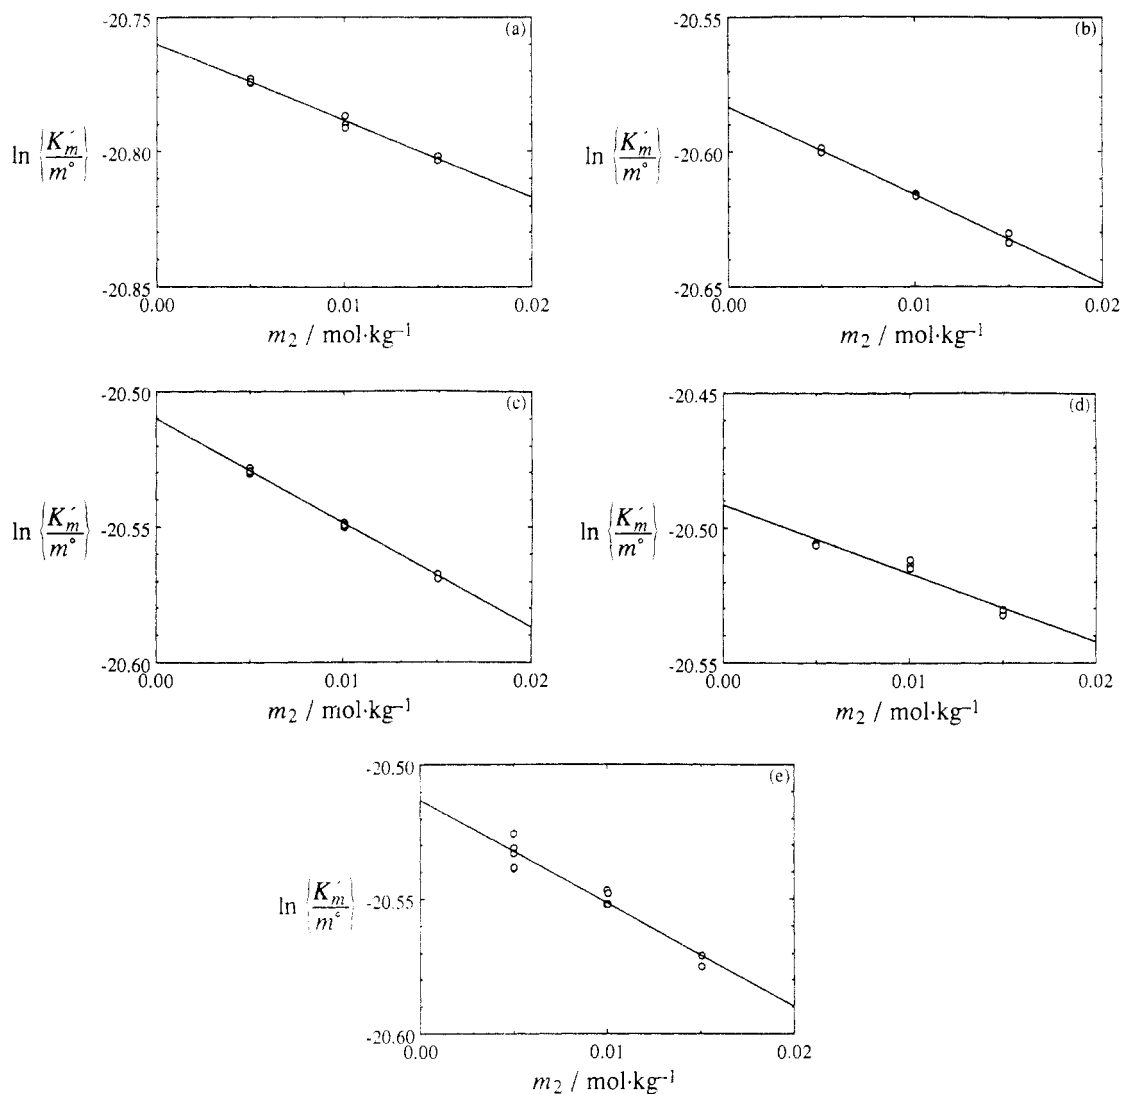 -20.75
(a)
ln {K´m/m°}
-20.80
-20.85
0.00 0.01 0.02
m2 / mol·kg−1
-20.55
(b)
ln {K´m/m°}
-20.60
-20.65
0.00 0.01 0.02
m2 / mol·kg−1
-20.50
(c)
ln {K´m/m°}
-20.55
-20.60
0.00 0.01 0.02
m2 / mol·kg−1
-20.45
(d)
ln {K´m/m°}
-20.50
-20.55
0.00 0.01 0.02
m2 / mol·kg−1
-20.50
(e)
ln {K´m/m°}
-20.55
-20.60
0.00 0.01 0.02
m2 / mol·kg−1